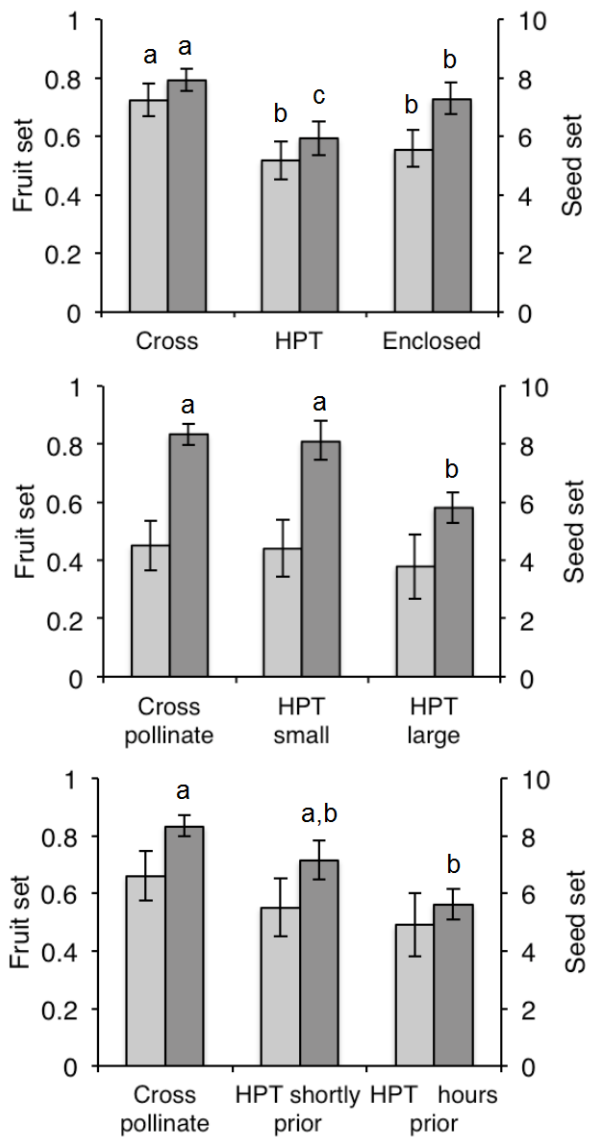 1
10
a
a
0.8
8
b
c
b
b
Fruit set
0.6
6
Seed set
0.4
4
0.2
2
0
0
Cross
HPT
Enclosed
1
10
a
a
0.8
8
b
Fruit set
0.6
6
Seed set
0.4
4
0.2
2
0
0
Cross
pollinate
HPT
small
HPT
large
1
10
a
a,b
0.8
8
b
Fruit set
0.6
6
Seed set
0.4
4
0.2
2
0
0
Cross
pollinate
HPT shortly
prior
HPT hours
prior